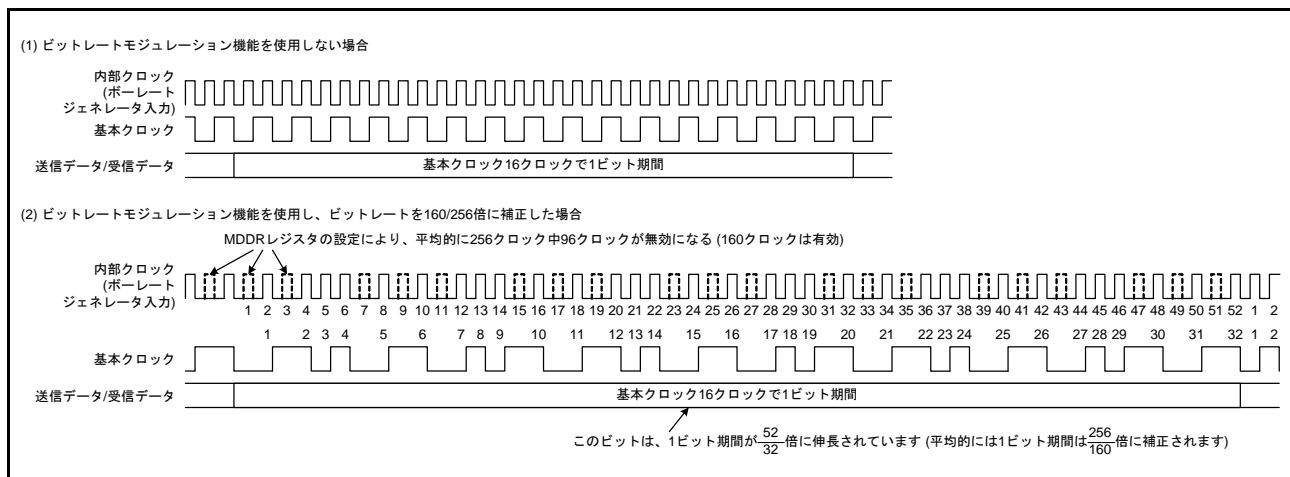 (1) ビットレートモジュレーション機能を使用しない場合
内部クロック
(ボーレート
ジェネレータ入力)
基本クロック
送信データ/受信データ
基本クロック16クロックで1ビット期間
(2) ビットレートモジュレーション機能を使用し、ビットレートを160/256倍に補正した場合
MDDRレジスタの設定により、平均的に256クロック中96クロックが無効になる (160クロックは有効)
内部クロック
(ボーレート
ジェネレータ入力)
1 2 3 4 5 6 7 8 9 10 11 12 13 14 15 16 17 18 19 20 21 22 23 24 25 26 27 28 29 30 31 32 33 34 35 36 37 38 39 40 41 42 43 44 45 46 47 48 49 50 51 52 1 2
1 2 3 4 5 6 7 8 9 10 11 12 13 14 15 16 17 18 19 20 21 22 23 24 25 26 27 28 29 30 31 32 1 2
基本クロック
送信データ/受信データ
基本クロック16クロックで1ビット期間
このビットは、1ビット期間が52/32倍に伸長されています (平均的には1ビット期間は256/160倍に補正されます)